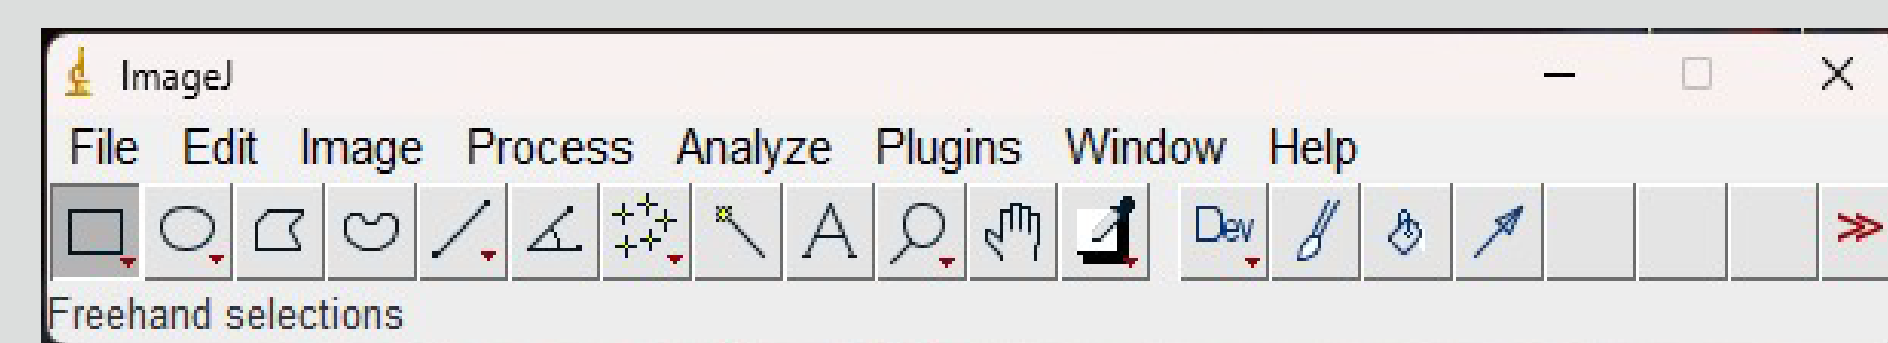 ImageJ
File Edit Image Process Analyze Plugins Window Help
A Dev >>
Freehand selections